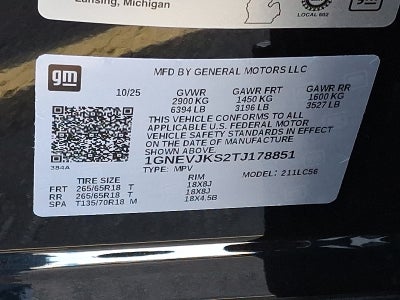 Lansing, Michigan
LOCAL 602
gm
gm
MFD BY GENERAL MOTORS LLC
10/25 GVWR GAWR FRT GAWR RR
2900 KG 1450 KG 1600 KG
6394 LB 3196 LB 3527 LB
THIS VEHICLE CONFORMS TO ALL
APPLICABLE U.S. FEDERAL MOTOR
VEHICLE SAFETY STANDARDS IN EFFECT
ON THE DATE OF MANUFACTURE SHOWN ABOVE.
1GNEVJKS2TJ178851
384A
TYPE: MPV MODEL: 211LC56
TIRE SIZE RIM
FRT 265/65R18 T 18X8J
RR 265/65R18 T 18X8J
SPA T135/70R18 M 18X4.5B